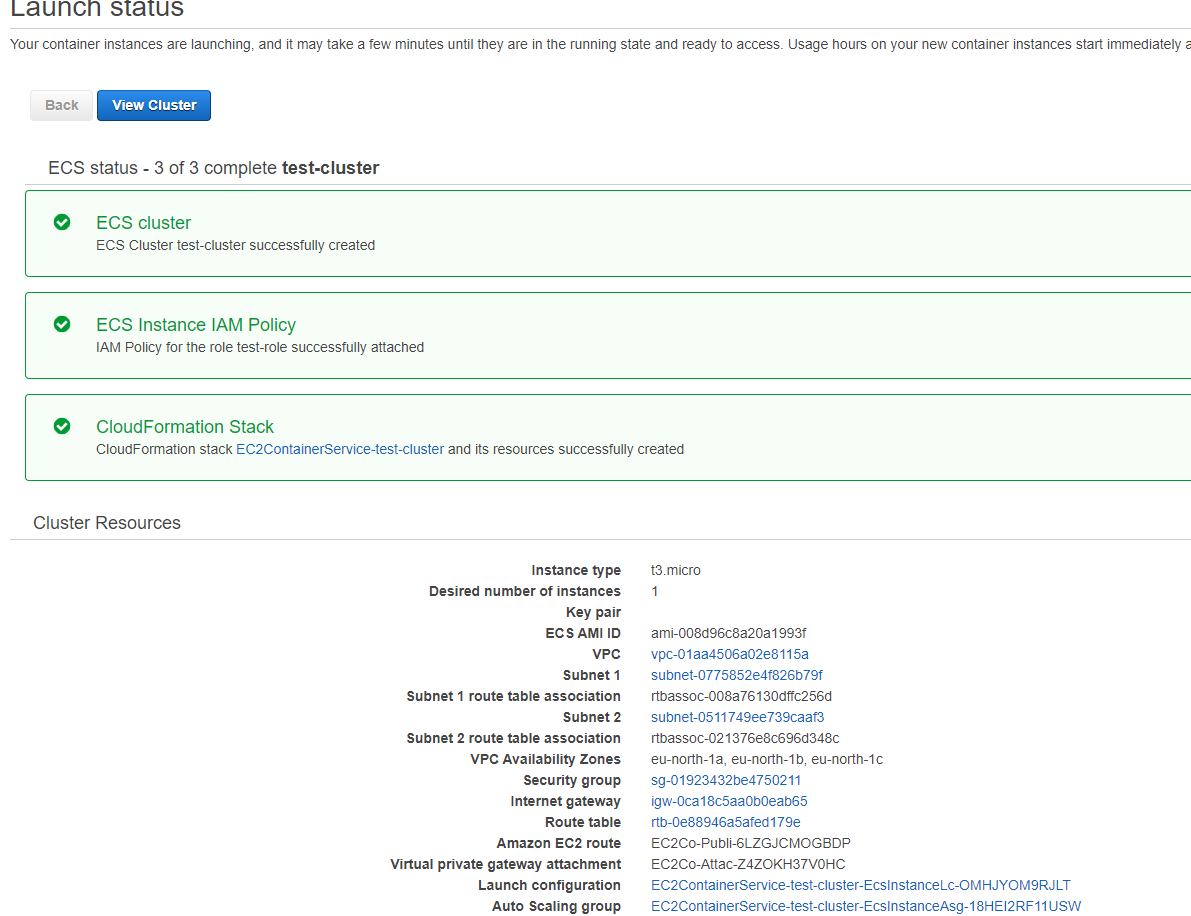 Launch status
Your container instances are launching, and it may take a few minutes until they are in the running state and ready to access. Usage hours on your new container instances start immediately a
Back View Cluster
ECS status - 3 of 3 complete test-cluster
ECS cluster
ECS Cluster test-cluster successfully created
ECS Instance IAM Policy
IAM Policy for the role test-role successfully attached
CloudFormation Stack
CloudFormation stack EC2ContainerService-test-cluster and its resources successfully created
Cluster Resources
Instance type t3.micro
Desired number of instances 1
Key pair
ECS AMI ID ami-008d96c8a20a1993f
VPC vpc-01aa4506a02e8115a
Subnet 1 subnet-0775852e4f826b79f
Subnet 1 route table association rtbassoc-008a76130dffc256d
Subnet 2 subnet-0511749ee739caaf3
Subnet 2 route table association rtbassoc-021376e8c696d348c
VPC Availability Zones eu-north-1a, eu-north-1b, eu-north-1c
Security group sg-01923432be4750211
Internet gateway igw-0ca18c5aa0b0eab65
Route table rtb-0e88946a5afed179e
Amazon EC2 route EC2Co-Publi-6LZGJCMOGBDP
Virtual private gateway attachment EC2Co-Attac-Z4ZOKH37V0HC
Launch configuration EC2ContainerService-test-cluster-EcsInstanceLc-OMHJYOM9RJLT
Auto Scaling group EC2ContainerService-test-cluster-EcsInstanceAsg-18HEI2RF11USW